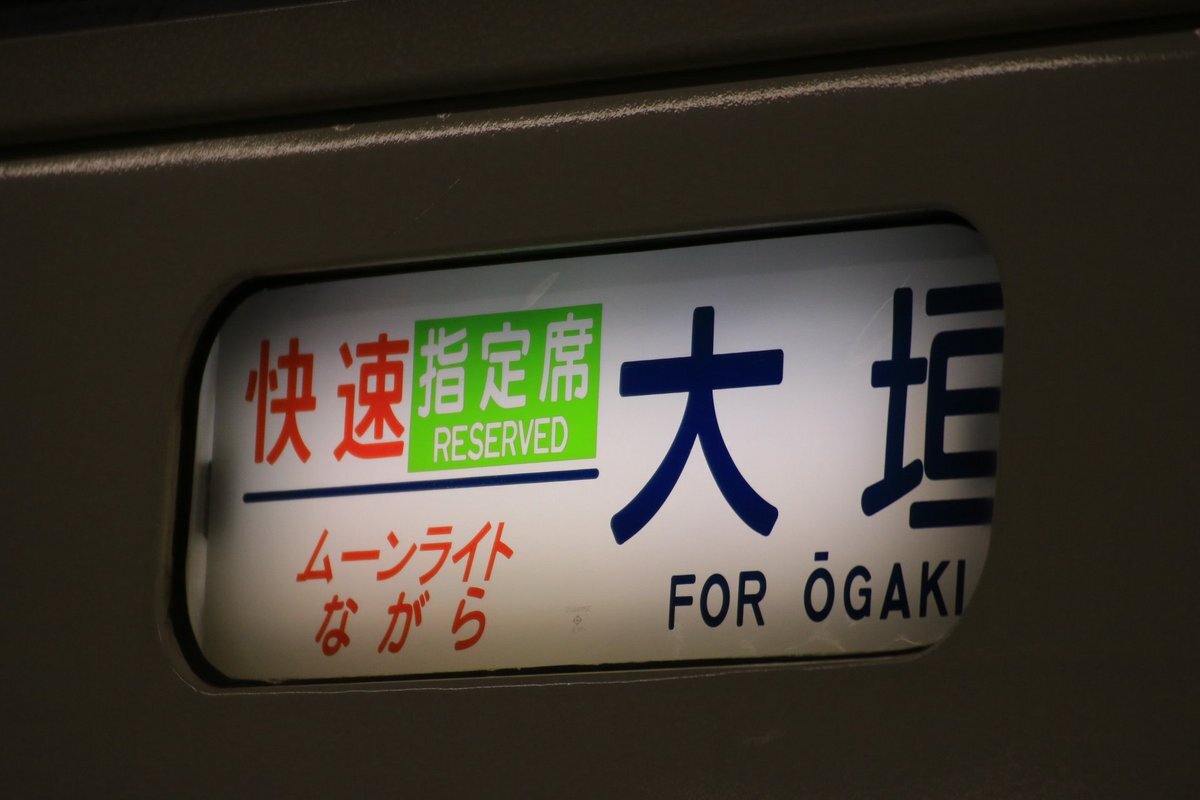 快速
指定席
RESERVED
ムーンライト
ながら
大垣
FOR ŌGAKI